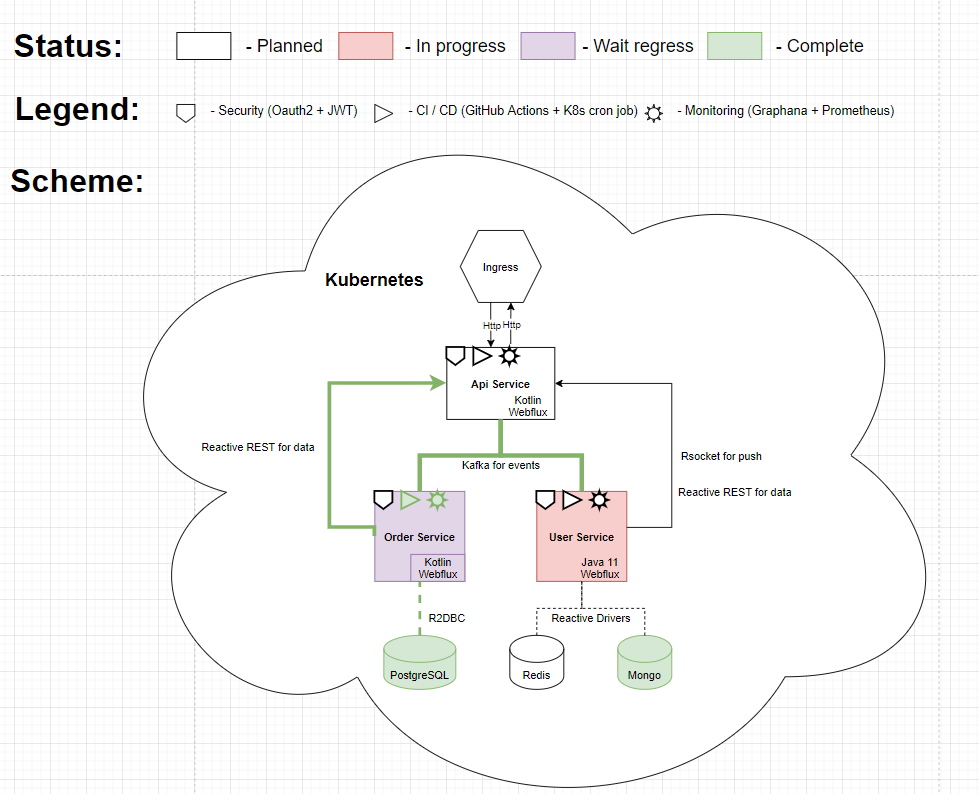 Status:
- Planned
- In progress
- Wait regress
- Complete
Legend:
- Security (Oauth2 + JWT)
- CI / CD (GitHub Actions + K8s cron job)
- Monitoring (Graphana + Prometheus)
Scheme:
Kubernetes
Ingress
Http
Http
Api Service
Kotlin
Webflux
Reactive REST for data
Kafka for events
Rsocket for push
Reactive REST for data
Order Service
Kotlin
Webflux
User Service
Java 11
Webflux
R2DBC
Reactive Drivers
PostgreSQL
Redis
Mongo